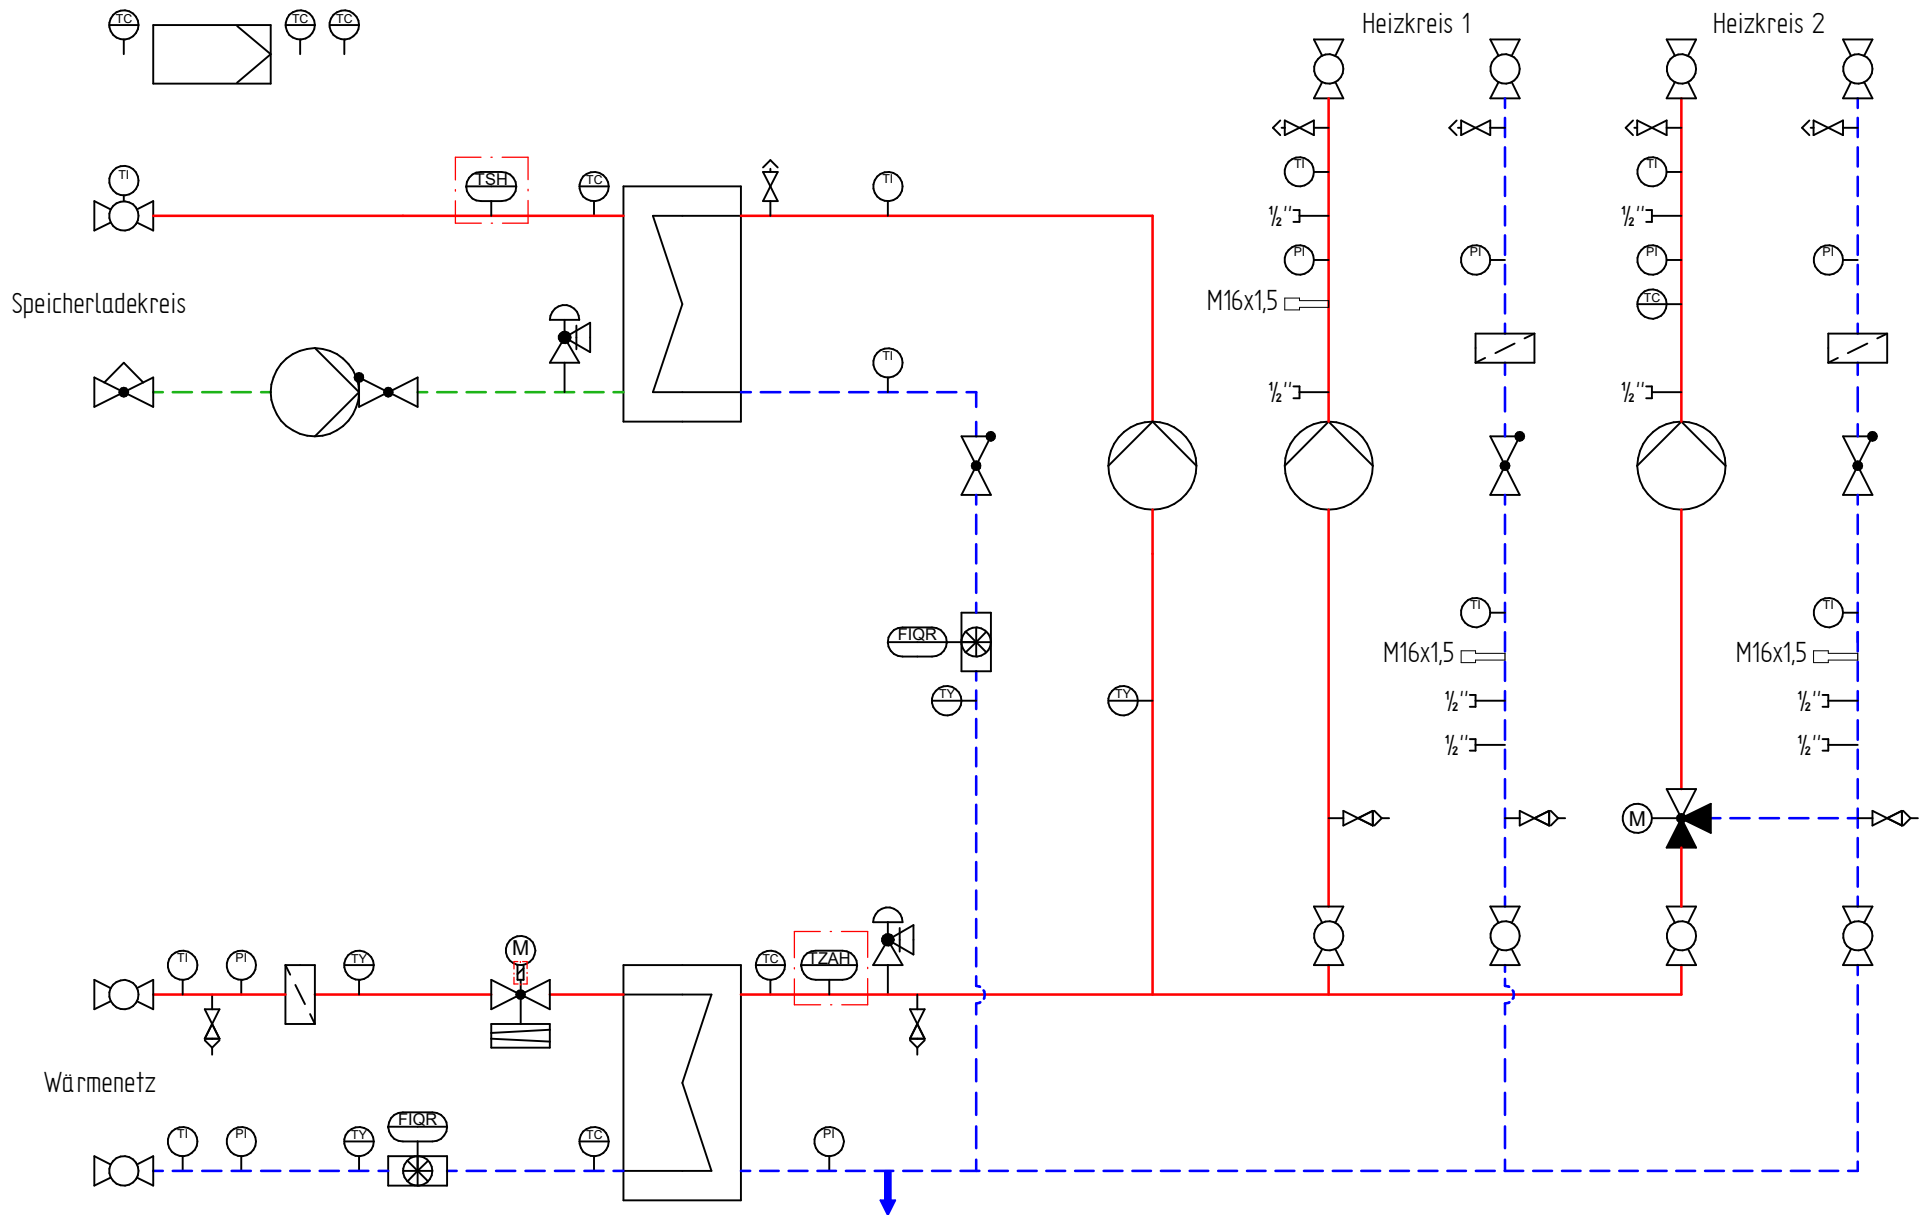 TC
TC
TC
Heizkreis 1
Heizkreis 2
TI
TSH
TC
TI
TI
TI
½''
½''
PI
PI
PI
PI
Speicherladekreis
M16x1,5
TC
TI
½''
½''
FIQR
TI
TI
M16x1,5
M16x1,5
TY
TY
½''
½''
½''
½''
M
TI
PI
TY
M
TC
TZAH
Wärmenetz
TI
PI
TY
FIQR
TC
PI